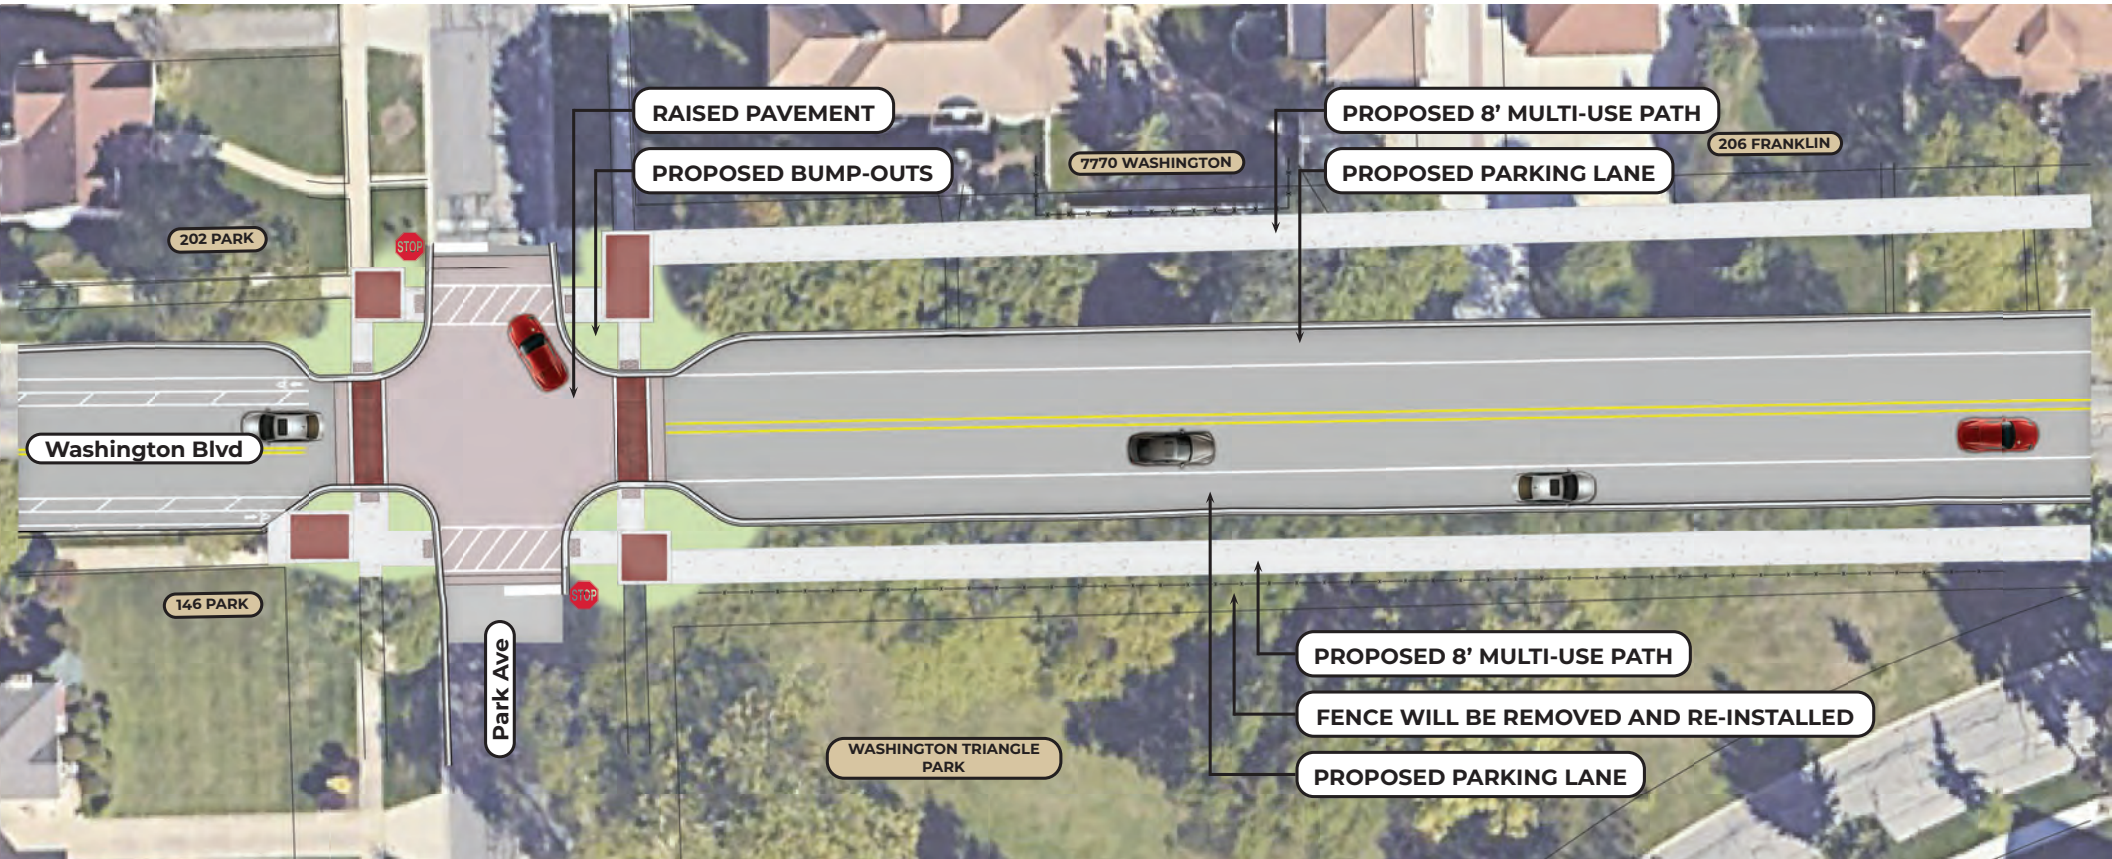 RAISED PAVEMENT
PROPOSED 8’ MULTI-USE PATH
206 FRANKLIN
7770 WASHINGTON
PROPOSED BUMP-OUTS
PROPOSED PARKING LANE
202 PARK
STOP
Washington Blvd
146 PARK
STOP
Park Ave
PROPOSED 8’ MULTI-USE PATH
FENCE WILL BE REMOVED AND RE-INSTALLED
WASHINGTON TRIANGLE
PARK
PROPOSED PARKING LANE